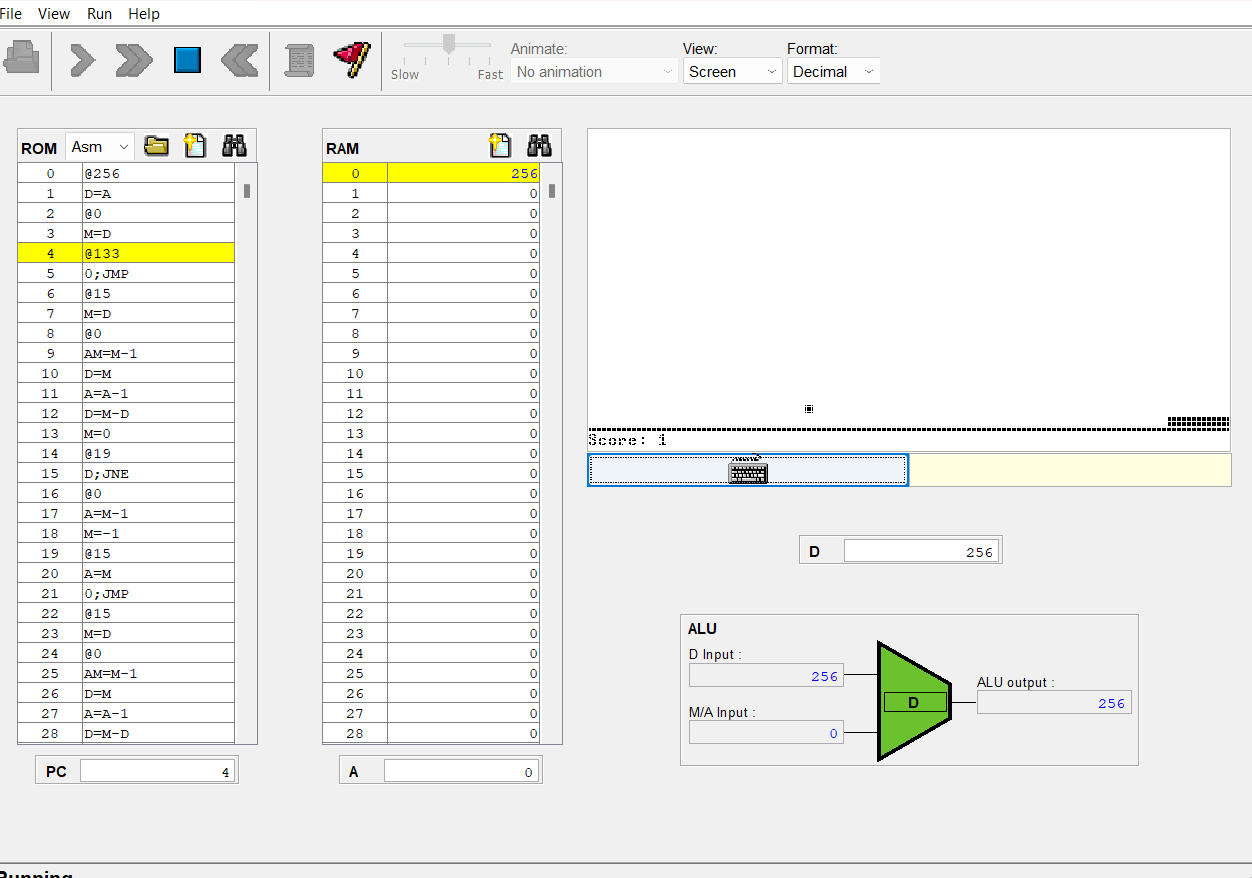 File View Run Help
Animate:
View:
Format:
Slow
Fast
No animation
Screen
Decimal
ROM Asm
0 @256
1 D=A
2 @0
3 M=D
4 @133
5 0;JMP
6 @15
7 M=D
8 @0
9 AM=M-1
10 D=M
11 A=A-1
12 D=M-D
13 M=0
14 @19
15 D;JNE
16 @0
17 A=M-1
18 M=-1
19 @15
20 A=M
21 0;JMP
22 @15
23 M=D
24 @0
25 AM=M-1
26 D=M
27 A=A-1
28 D=M-D
PC 4
RAM
0 256
1 0
2 0
3 0
4 0
5 0
6 0
7 0
8 0
9 0
10 0
11 0
12 0
13 0
14 0
15 0
16 0
17 0
18 0
19 0
20 0
21 0
22 0
23 0
24 0
25 0
26 0
27 0
28 0
A 0
Score: 1
D 256
ALU
D Input :
256
M/A Input :
0
D
ALU output :
256
Running